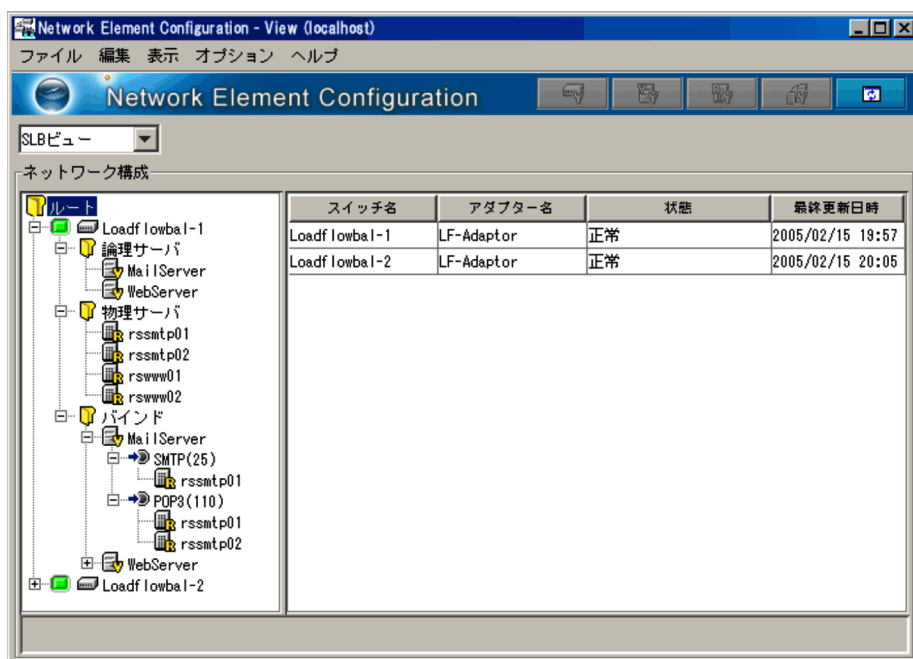 Network Element Configuration - View (localhost)
ファイル 編集 表示 オプション ヘルプ
Network Element Configuration
SLBビュー
ネットワーク構成
ルート
Loadflowbal-1
論理サーバ
MailServer
WebServer
物理サーバ
rssmtp01
rssmtp02
rswww01
rswww02
バインド
MailServer
SMTP(25)
rssmtp01
POP3(110)
rssmtp01
rssmtp02
WebServer
Loadflowbal-2
スイッチ名 アダプター名 状態 最終更新日時
Loadflowbal-1 LF-Adaptor 正常 2005/02/15 19:57
Loadflowbal-2 LF-Adaptor 正常 2005/02/15 20:05